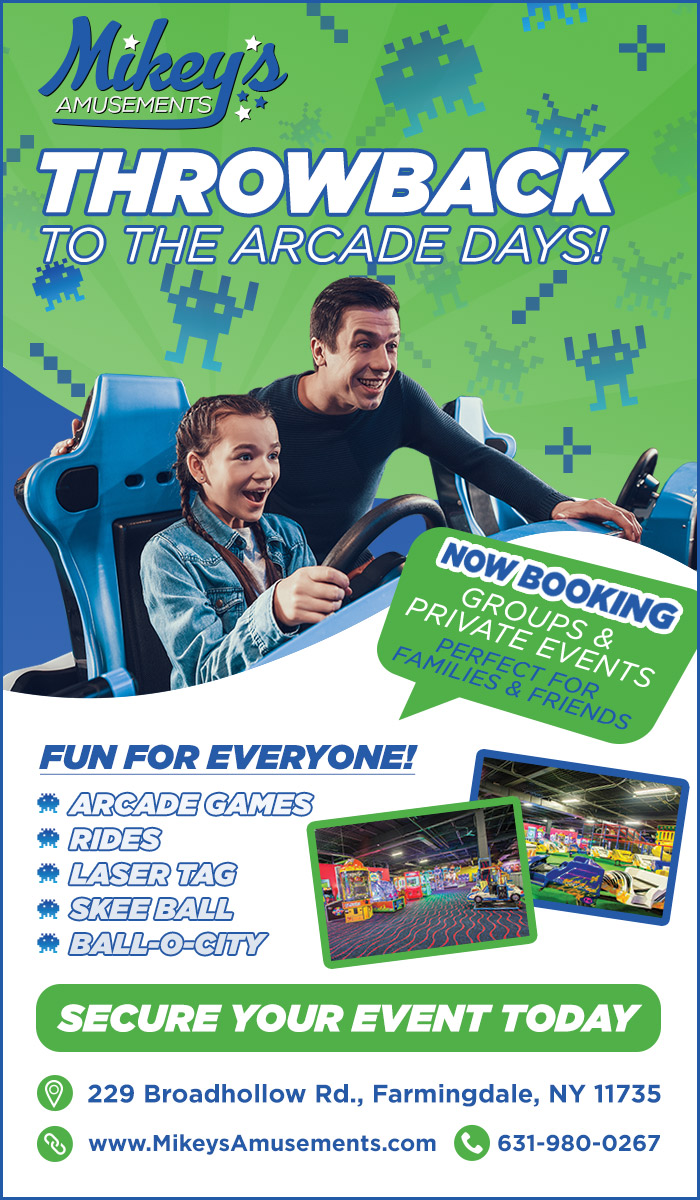 Mikey's
AMUSEMENTS
THROWBACK
TO THE ARCADE DAYS!
NOW BOOKING
GROUPS &
PRIVATE EVENTS
PERFECT FOR
FAMILIES & FRIENDS
FUN FOR EVERYONE!
ARCADE GAMES
RIDES
LASER TAG
SKEE BALL
BALL-O-CITY
SECURE YOUR EVENT TODAY
229 Broadhollow Rd., Farmingdale, NY 11735
www.MikeysAmusements.com 631-980-0267